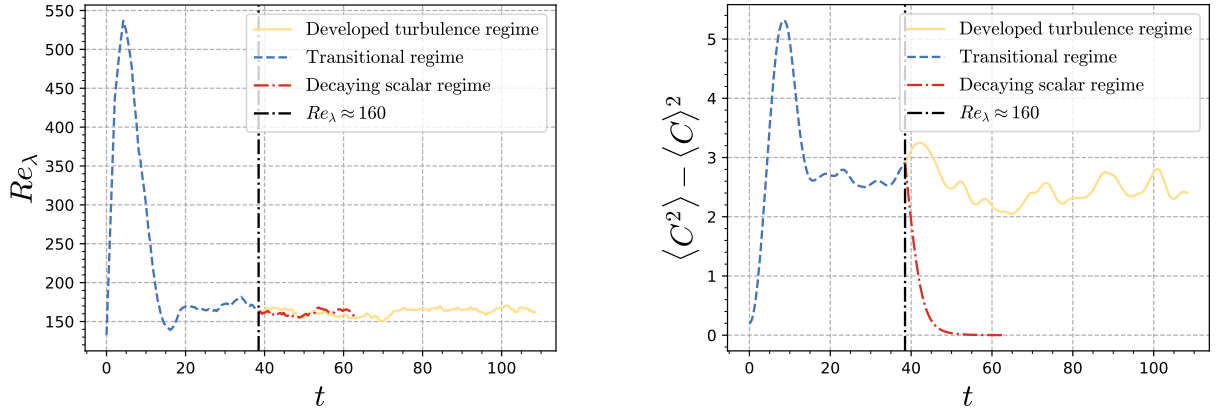 550
500
450
400
350
300
250
200
150
0
20
40
60
80
100
Re_λ
t
Developed turbulence regime
Transitional regime
Decaying scalar regime
Re_λ ≈ 160
5
4
3
2
1
0
0
20
40
60
80
100
⟨C²⟩ − ⟨C⟩²
t
Developed turbulence regime
Transitional regime
Decaying scalar regime
Re_λ ≈ 160